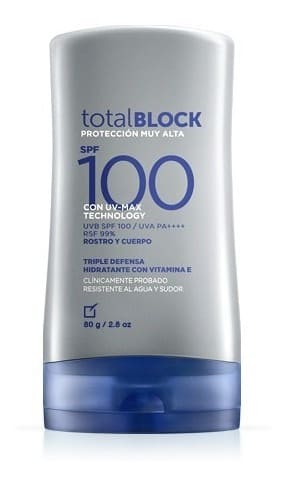 totalBLOCK
PROTECCIÓN MUY ALTA
SPF
100
CON UV-MAX
TECHNOLOGY
UVB SPF 100 / UVA PA++++
RSF 99%
ROSTRO Y CUERPO
TRIPLE DEFENSA
HIDRATANTE CON VITAMINA E
CLÍNICAMENTE PROBADO
RESISTENTE AL AGUA Y SUDOR
80 g / 2.8 oz